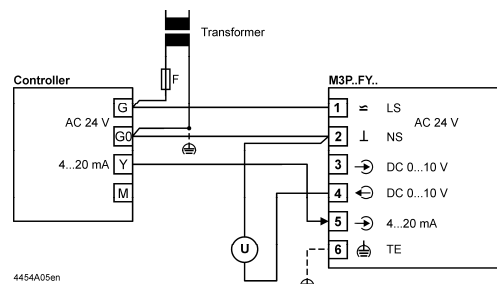 Transformer
F
Controller
M3P..FY..
G
1
LS
AC 24 V
AC 24 V
G0
2
NS
3
DC 0...10 V
4...20 mA
Y
4
DC 0...10 V
M
5
4...20 mA
U
6
TE
4454A05en